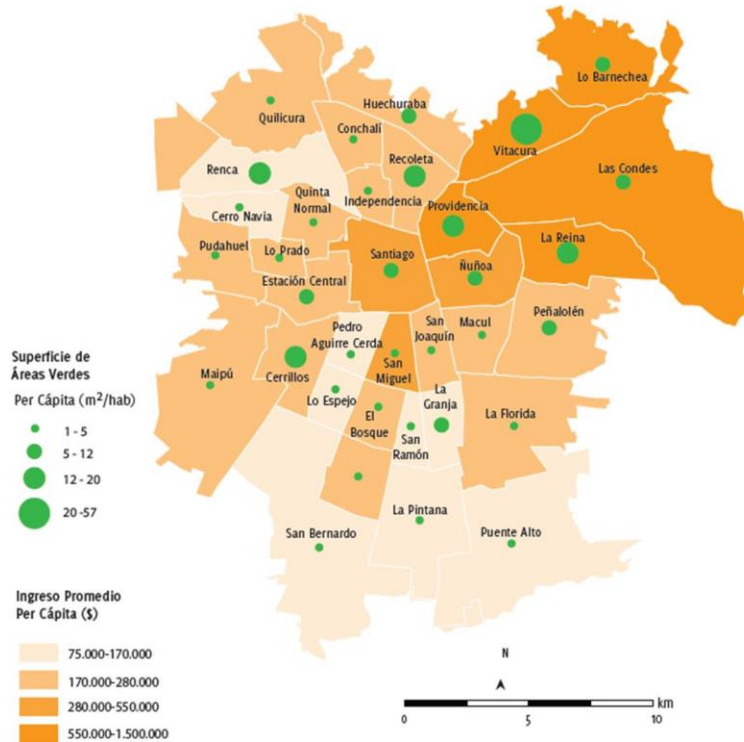 Lo Barnechea
Quilicura
Huechuraba
Conchalí
Vitacura
Renca
Recoleta
Las Condes
Quinta
Normal
Independencia
Cerro Navia
Providencia
Pudahuel
Lo Prado
Santiago
La Reina
Ñuñoa
Estación Central
Peñalolén
Pedro
Aguirre Cerda
San
Joaquín
Macul
Maipú
Cerrillos
San
Miguel
Lo Espejo
La
Granja
El
Bosque
La Florida
San
Ramón
San Bernardo
La Pintana
Puente Alto
Superficie de
Áreas Verdes
Per Cápita (m²/hab)
1 - 5
5 - 12
12 - 20
20 -57
Ingreso Promedio
Per Cápita ($)
75.000-170.000
170.000-280.000
280.000-550.000
550.000-1.500.000
N
km
0
5
10